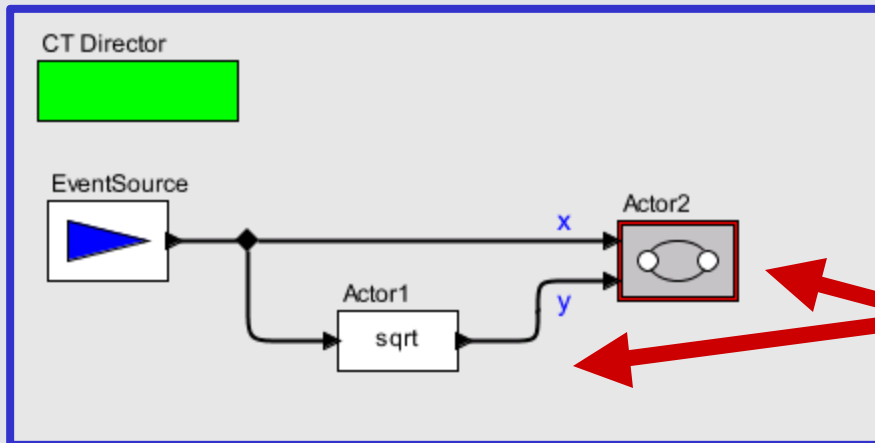 CT Director
EventSource
x
Actor2
Actor1
y
sqrt